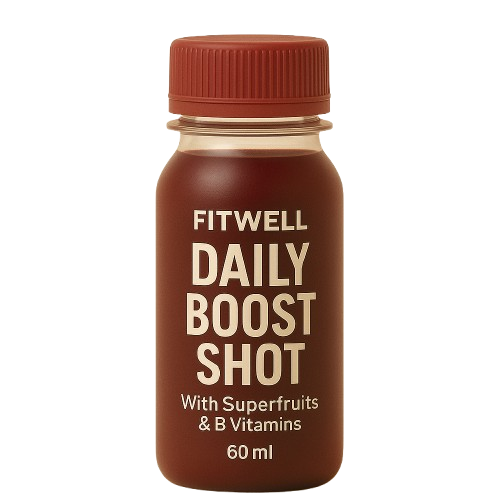 FITWELL
DAILY
BOOST
SHOT
With Superfruits
& B Vitamins
60 ml